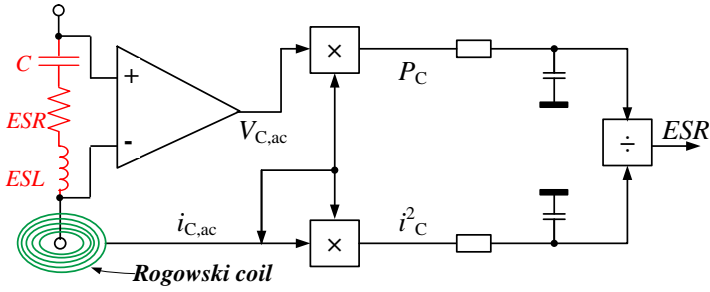 C
+
×
P_C
ESR
-
V_C,ac
÷
ESR
ESL
i_C,ac
×
i²_C
Rogowski coil